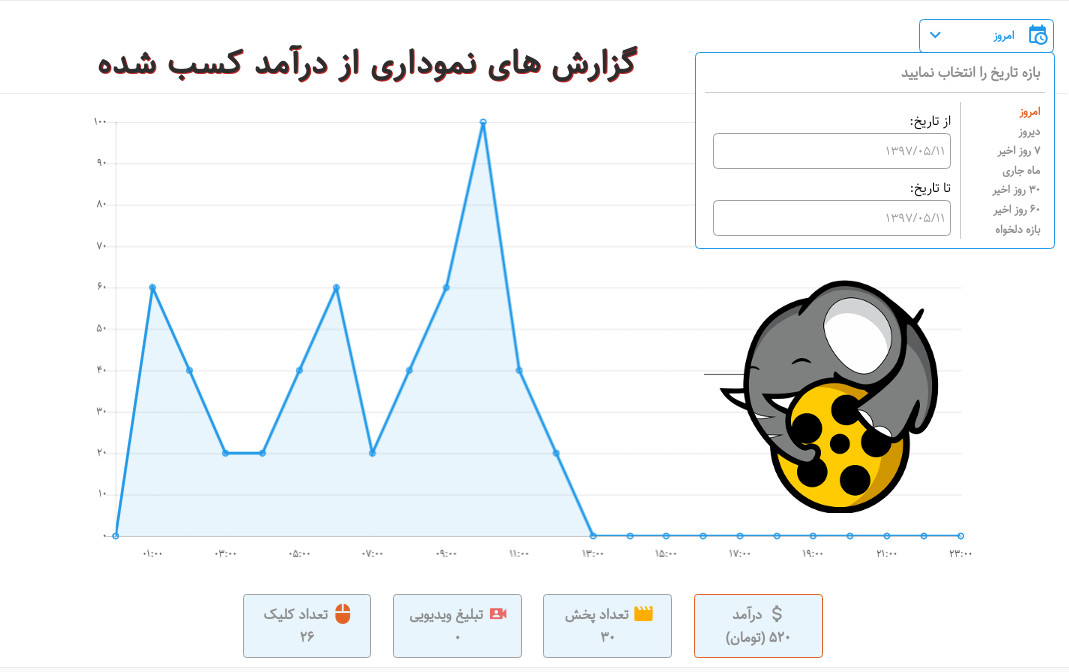 امروز
گزارش های نموداری از درآمد کسب شده
بازه تاریخ را انتخاب نمایید
امروز
دیروز
۷ روز اخیر
ماه جاری
۳۰ روز اخیر
۶۰ روز اخیر
بازه دلخواه
از تاریخ:
۱۳۹۷/۰۵/۱۱
تا تاریخ:
۱۳۹۷/۰۵/۱۱
۱۰۰
۹۰
۸۰
۷۰
۶۰
۵۰
۴۰
۳۰
۲۰
۱۰
۰
۰۱:۰۰ ۰۳:۰۰ ۰۵:۰۰ ۰۷:۰۰ ۰۹:۰۰ ۱۱:۰۰ ۱۳:۰۰ ۱۵:۰۰ ۱۷:۰۰ ۱۹:۰۰ ۲۱:۰۰ ۲۳:۰۰
$ درآمد
۵۲۰ (تومان)
تعداد پخش
۳۰
تبلیغ ویدیویی
۰
تعداد کلیک
۲۶